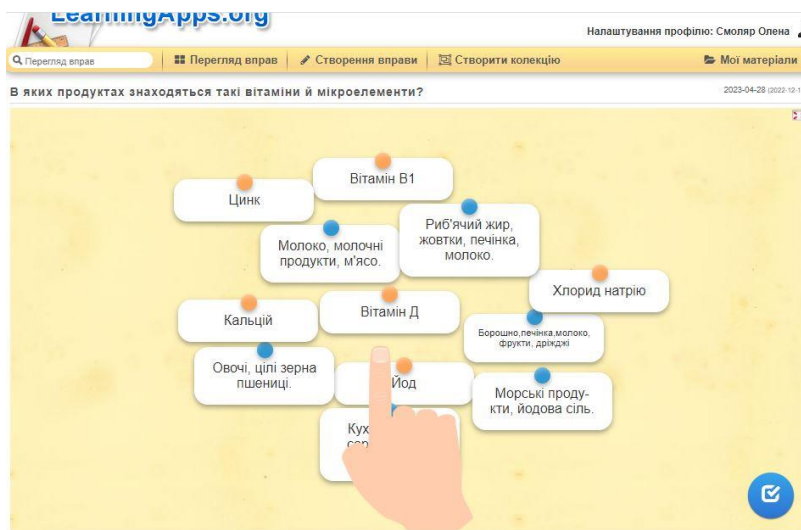 LearningApps.org
Налаштування профілю: Смоляр Олена
Перегляд вправ
Перегляд вправ
Створення вправи
Створити колекцію
Мої матеріали
В яких продуктах знаходяться такі вітаміни й мікроелементи?
2023-04-28
Вітамін В1
Цинк
Риб'ячий жир,
жовтки, печінка,
молоко.
Молоко, молочні
продукти, м'ясо.
Хлорид натрію
Вітамін Д
Кальцій
Борошно,печінка,молоко,
фрукти, дріжджі
Овочі, цілі зерна
пшениці.
Йод
Морські проду-
кти, йодова сіль.